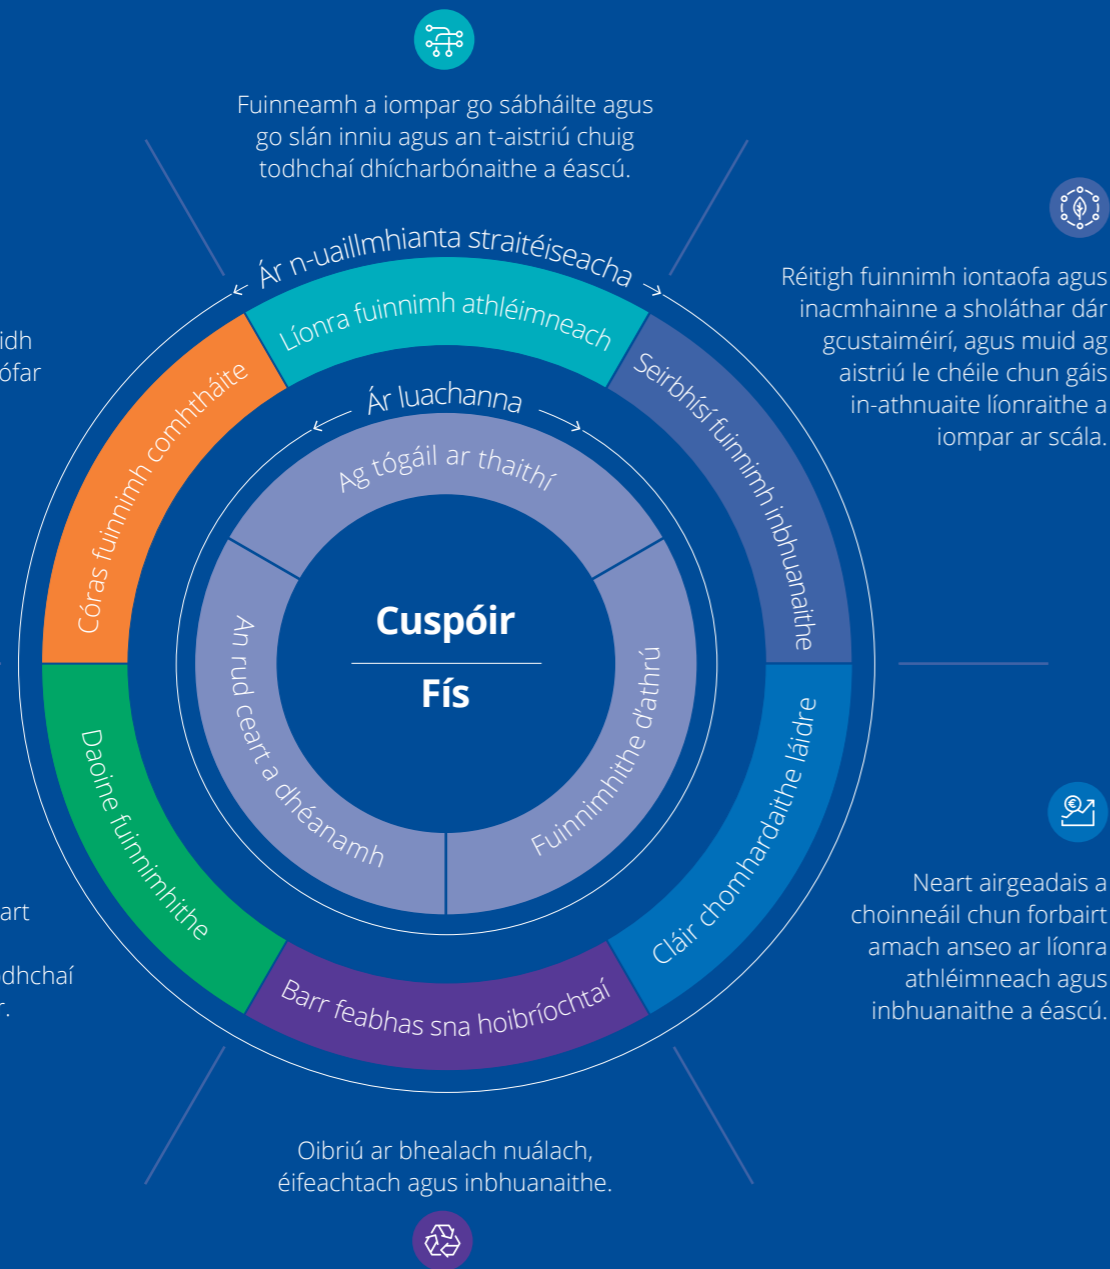 Fuinneamh a iompar go sábháilte agus
go slán inniu agus an t-aistriú chuig
todhchaí dhícharbónaithe a éascú.
Ár n-uaillmhianta straitéiseacha
Líonra fuinnimh athléimneach
Seirbhísí fuinnimh inbhuanaithe
Cláir chomhardaithe láidre
Barr feabhas sna hoibríochtaí
Daoine fuinnimhithe
Córas fuinnimh comhtháite
Ár luachanna
Ag tógáil ar thaithí
Fuinnimhithe d'athrú
An rud ceart a dhéanamh
Cuspóir
Fís
Réitigh fuinnimh iontaofa agus
inacmhainne a sholáthar dár
gcustaiméirí, agus muid ag
aistriú le chéile chun gáis
in-athnuaite líonraithe a
iompar ar scála.
Neart airgeadais a
choinneáil chun forbairt
amach anseo ar líonra
athléimneach agus
inbhuanaithe a éascú.
Oibriú ar bhealach nuálach,
éifeachtach agus inbhuanaithe.